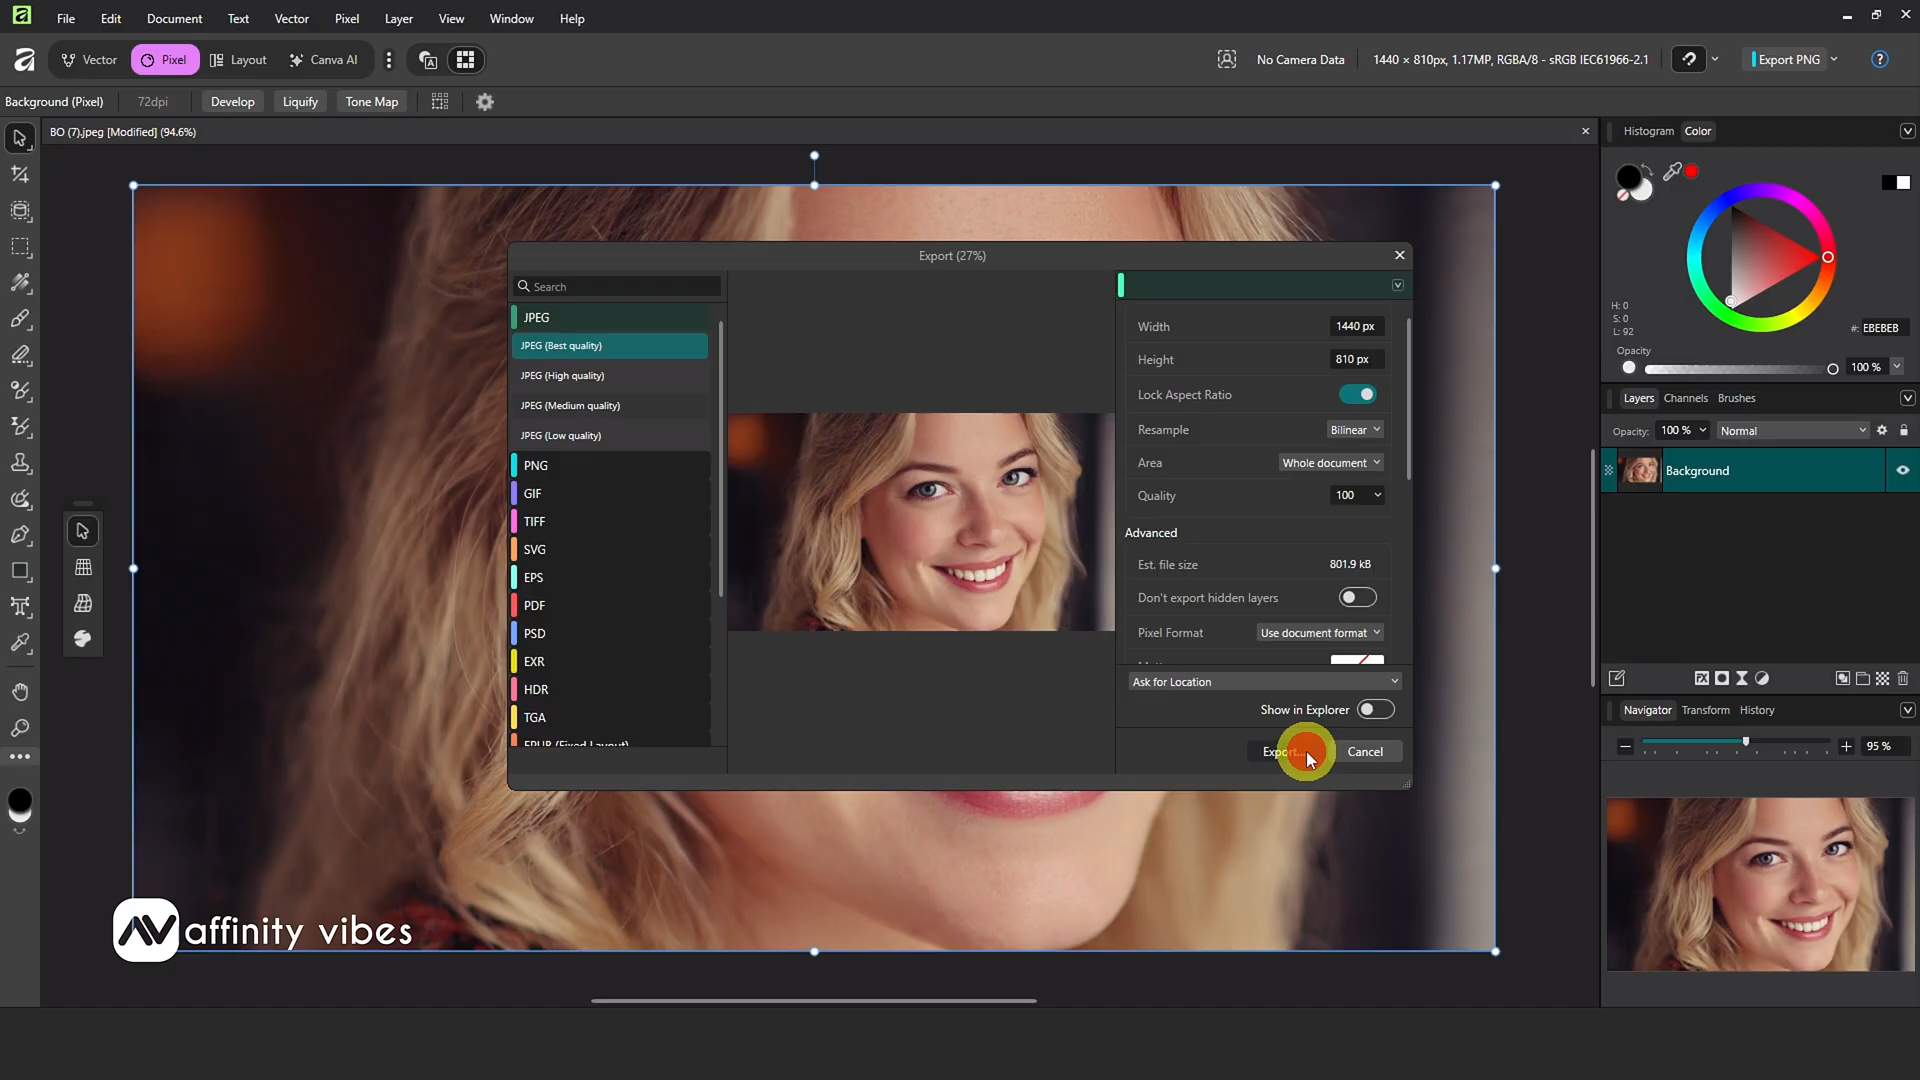 File Edit Document Text Vector Pixel Layer View Window Help
Vector Pixel Layout Canva AI No Camera Data 1440 × 810px, 1.17MP, RGBA/8 - sRGB IEC61966-2.1 Export PNG
Background (Pixel) 72dpi Develop Liquify Tone Map
BO (7).jpeg [Modified] (94.6%)
Histogram Color
H: 0
S: 0
L: 92
#: EBEBEB
Opacity
100 %
Layers Channels Brushes
Opacity: 100 % Normal
Background
Navigator Transform History
95 %
Export (27%)
Search
JPEG
JPEG (Best quality)
JPEG (High quality)
JPEG (Medium quality)
JPEG (Low quality)
PNG
GIF
TIFF
SVG
EPS
PDF
PSD
EXR
HDR
TGA
EPUB (Fixed Layout)
Width 1440 px
Height 810 px
Lock Aspect Ratio
Resample Bilinear
Area Whole document
Quality 100
Advanced
Est. file size 801.9 kB
Don't export hidden layers
Pixel Format Use document format
Ask for Location
Show in Explorer
Export... Cancel
affinity vibes